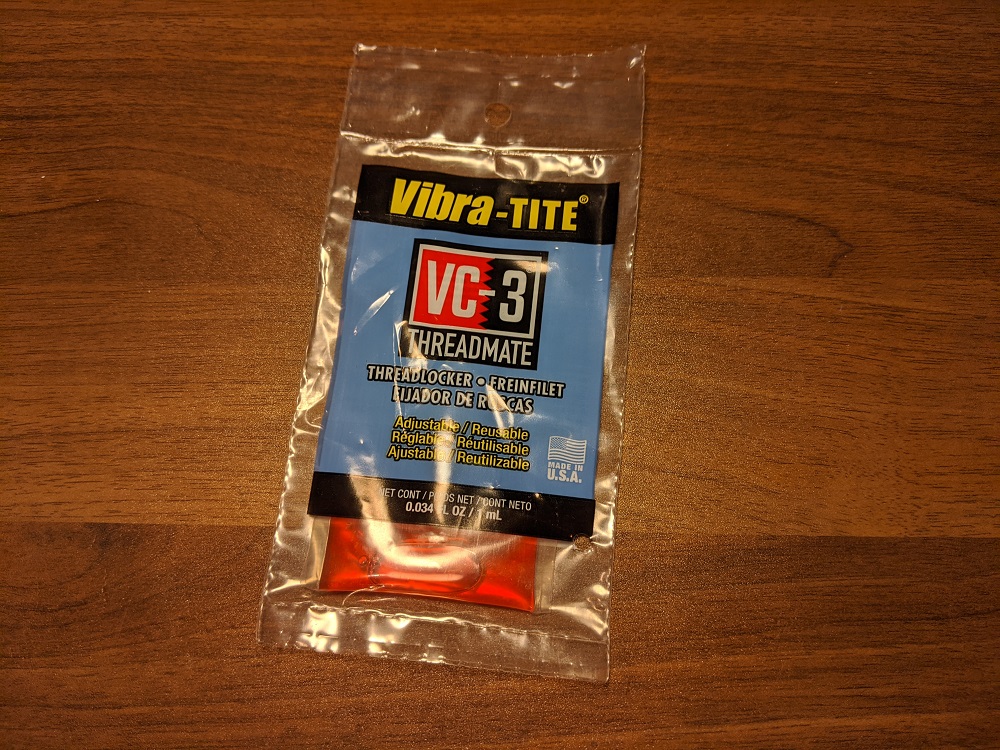 Vibra-TITE®
VC-3
THREADMATE
THREADLOCKER • FREINFILET
FIJADOR DE ROSCAS
Adjustable / Reusable
Réglable / Réutilisable
Ajustable / Reutilizable
MADE IN
U.S.A.
NET CONT / POIDS NET / CONT NETO
0.034 FL OZ / 1 mL